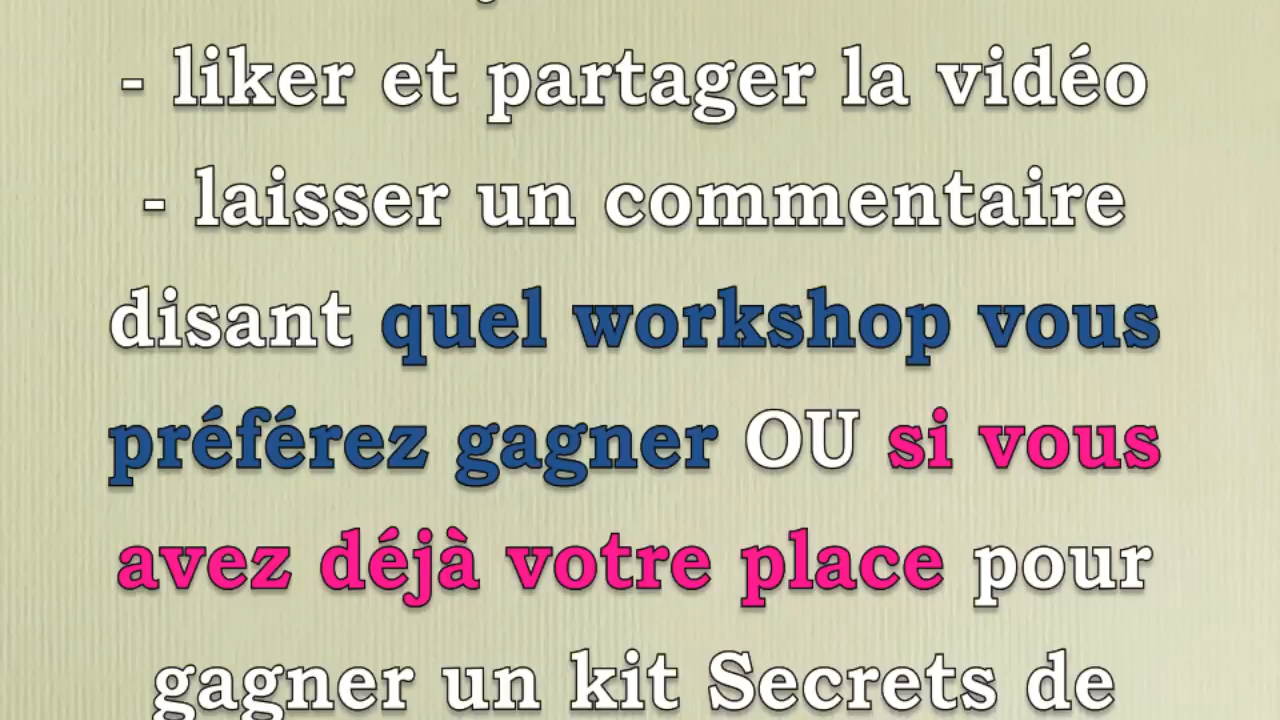 - liker et partager la vidéo
- laisser un commentaire
disant quel workshop vous
préférez gagner OU si vous
avez déjà votre place pour
gagner un kit Secrets de